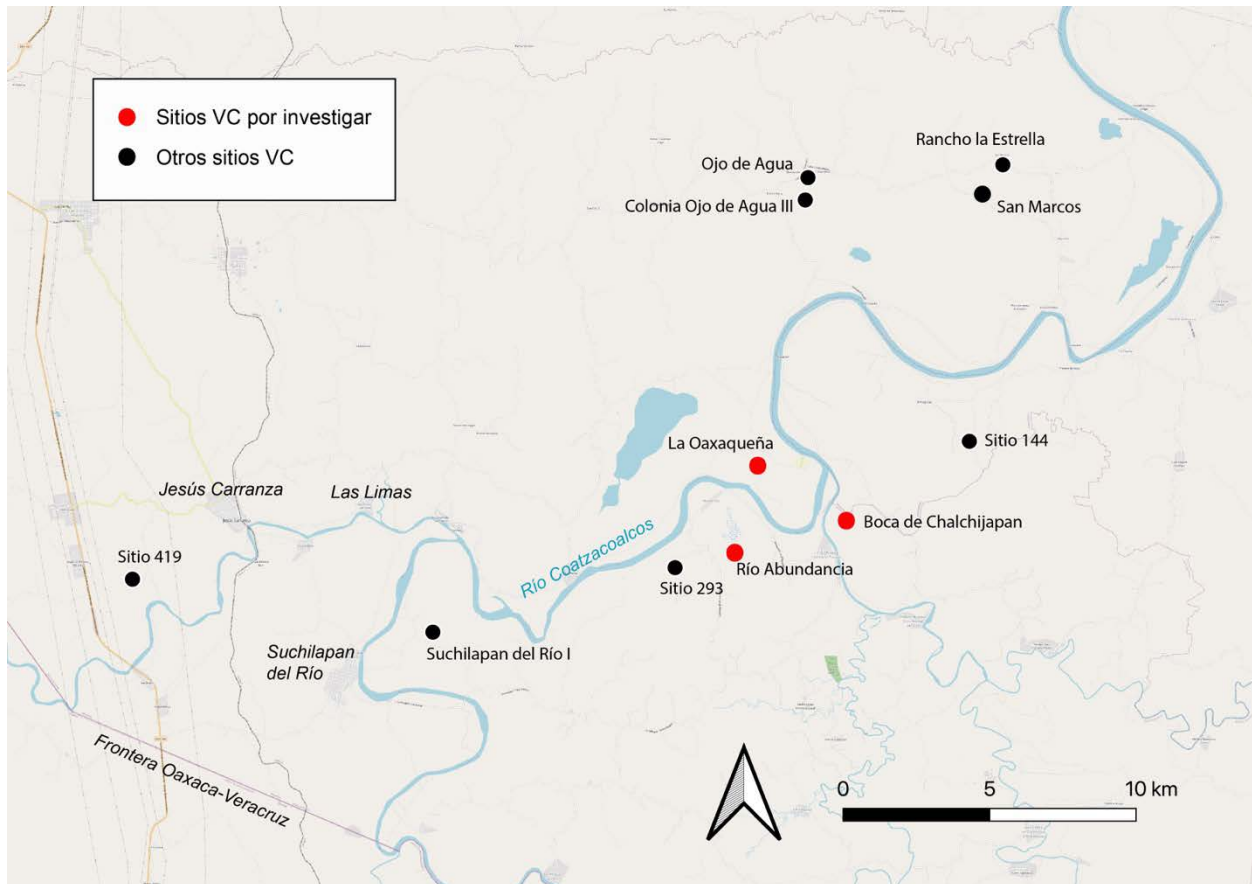 Sitios VC por investigar
Otros sitios VC
Rancho la Estrella
Ojo de Agua
Colonia Ojo de Agua III
San Marcos
La Oaxaqueña
Sitio 144
Jesús Carranza
Las Limas
Boca de Chalchijapan
Río Coatzacoalcos
Sitio 419
Río Abundancia
Sitio 293
Suchilapan
del Río
Suchilapan del Río I
Frontera Oaxaca-Veracruz
0
5
10 km